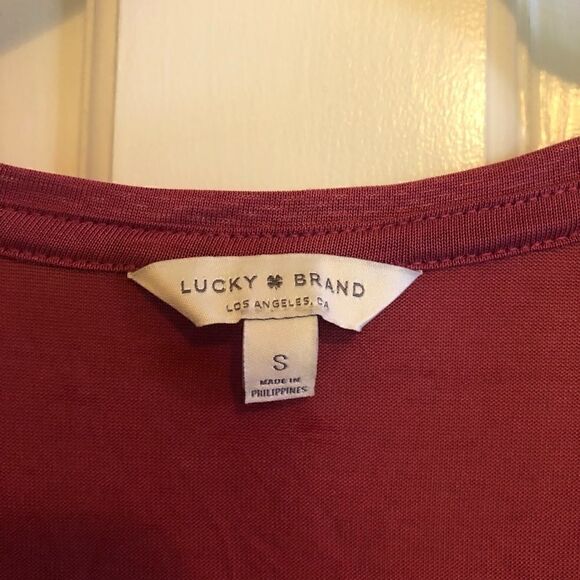 LUCKY BRAND
LOS ANGELES, CA
S
MADE IN
PHILIPPINES